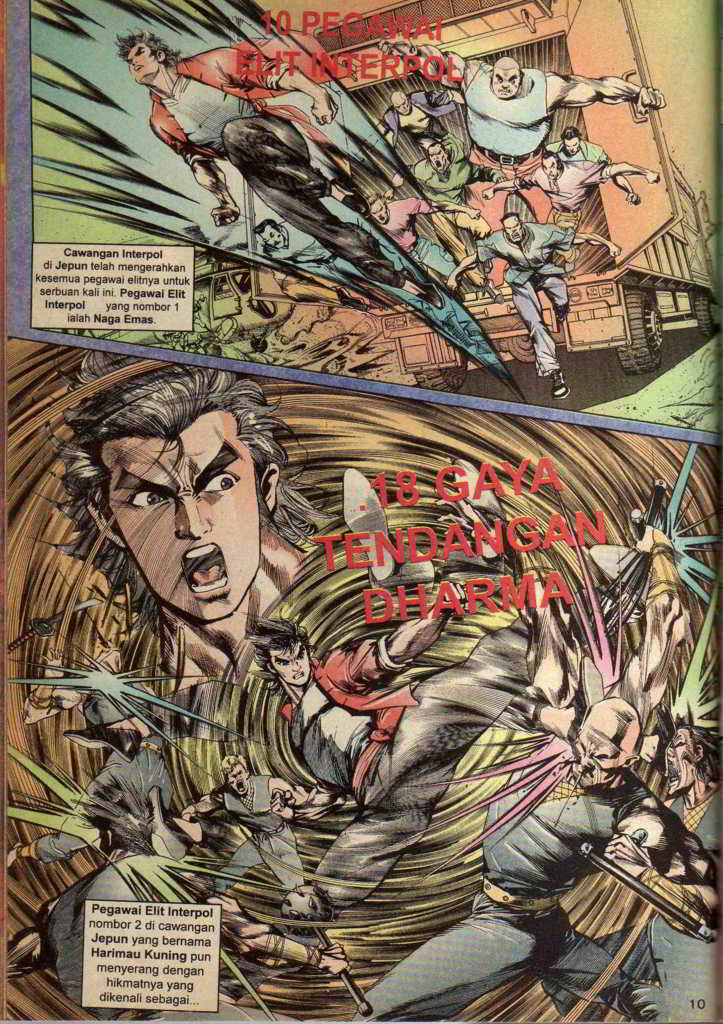 10 PEGAWAI
ELIT INTERPOL
Cawangan Interpol
di Jepun telah mengerahkan
kesemua pegawai elitnya untuk
serbuan kali ini. Pegawai Elit
Interpol yang nombor 1
ialah Naga Emas.
.18 GAYA
TENDANGAN
DHARMA
Pegawai Elit Interpol
nombor 2 di cawangan
Jepun yang bernama
Harimau Kuning pun
menyerang dengan
hikmatnya yang
dikenali sebagai...
10